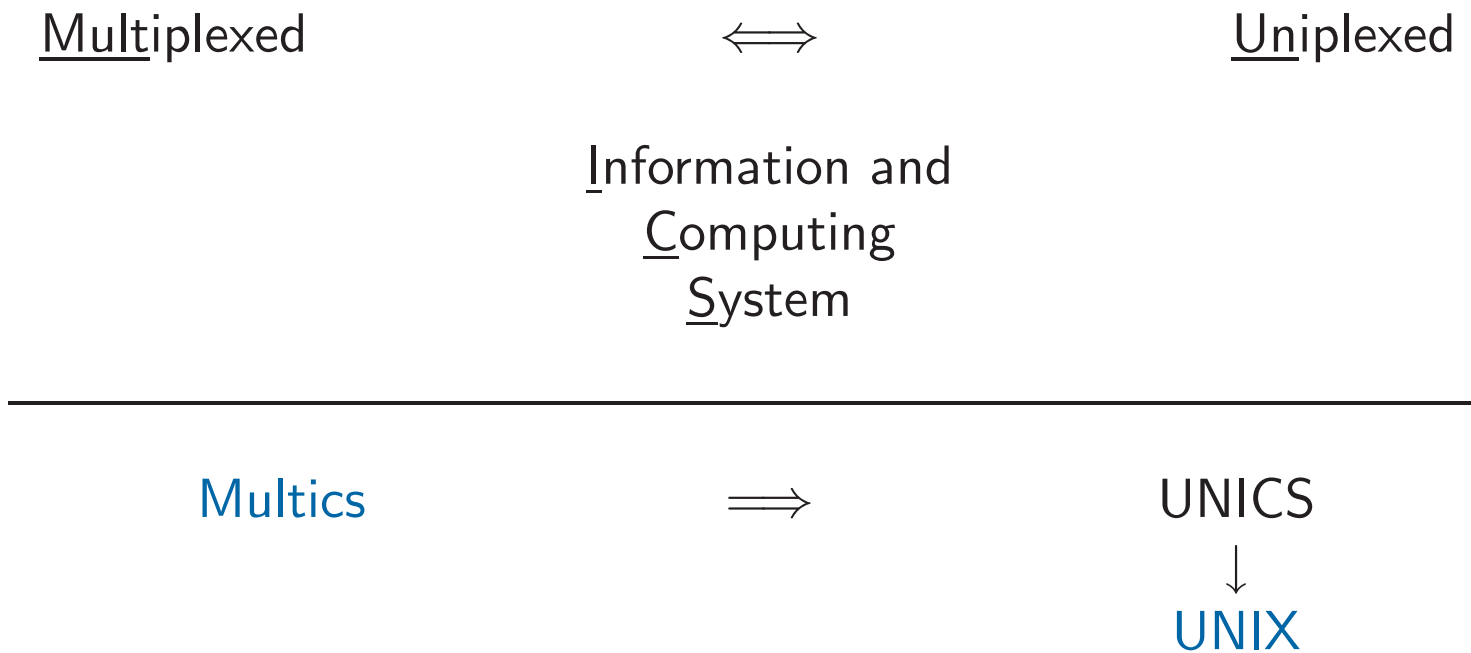 Multiplexed ⟺ Uniplexed
Information and
Computing
System
Multics ⟹ UNICS
↓
UNIX